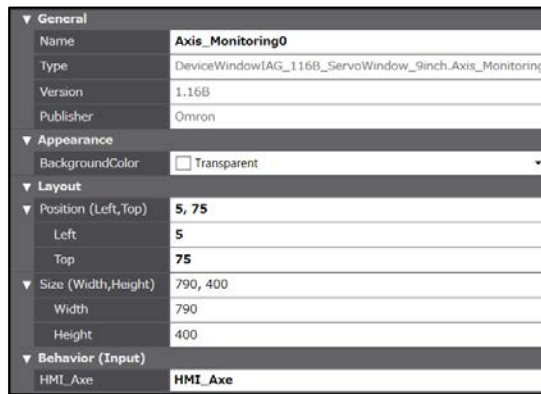 General
Name Axis_Monitoring0
Type DeviceWindowIAG_116B_ServoWindow_9inch.Axis_Monitoring
Version 1.16B
Publisher Omron
Appearance
BackgroundColor Transparent
Layout
Position (Left,Top) 5, 75
Left 5
Top 75
Size (Width,Height) 790, 400
Width 790
Height 400
Behavior (Input)
HMI_Axe HMI_Axe